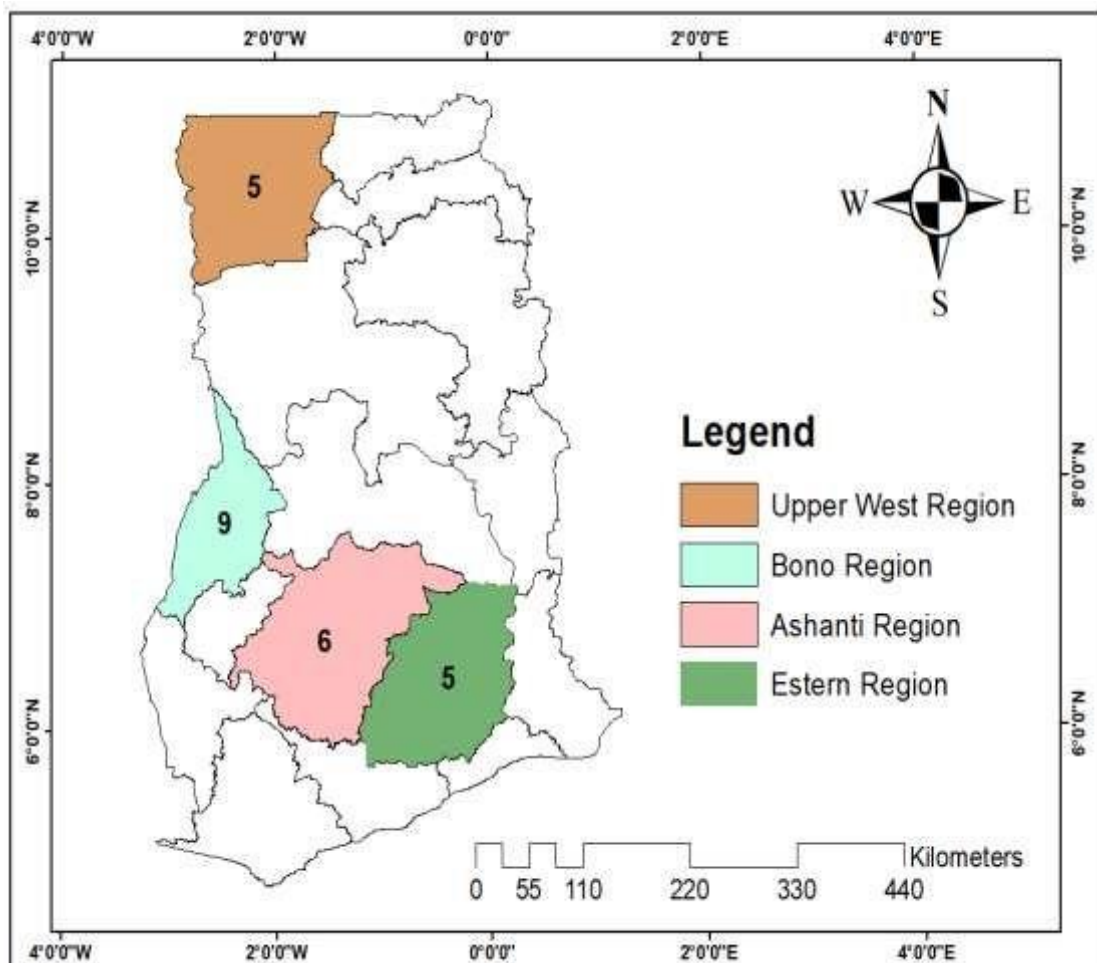 4°0'0"W 2°0'0"W 0°0'0" 2°0'0"E 4°0'0"E
N
W E
S
5
10°0'0"N 10°0'0"N
Legend
Upper West Region
8°0'0"N 8°0'0"N
9
Bono Region
Ashanti Region
6
5
Estern Region
6°0'0"N 6°0'0"N
Kilometers
0 55 110 220 330 440
4°0'0"W 2°0'0"W 0°0'0" 2°0'0"E 4°0'0"E